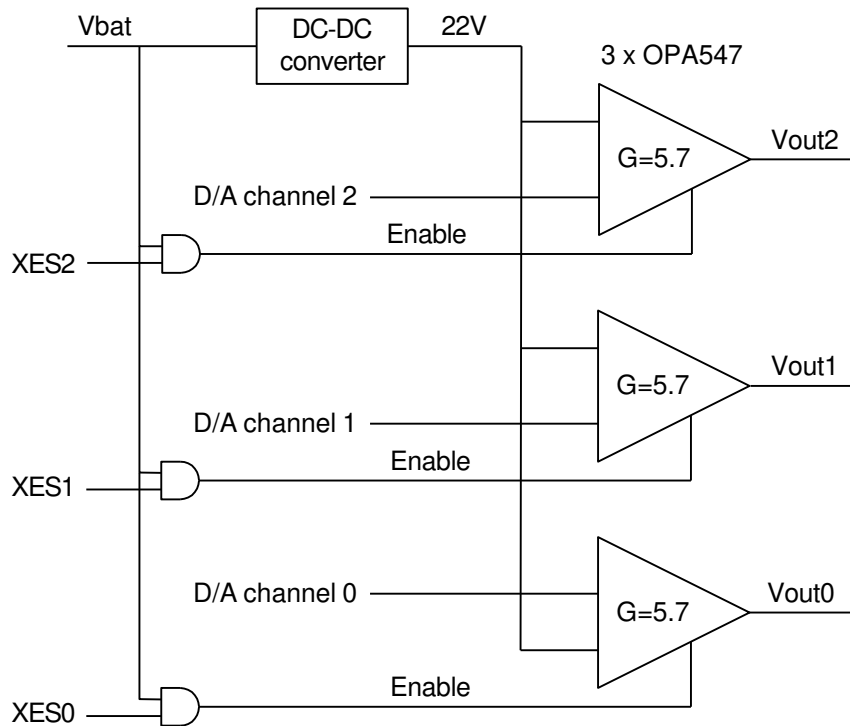 Vbat
DC-DC
converter
22V
3 x OPA547
G=5.7
Vout2
D/A channel 2
Enable
XES2
G=5.7
Vout1
D/A channel 1
Enable
XES1
D/A channel 0
G=5.7
Vout0
Enable
XES0